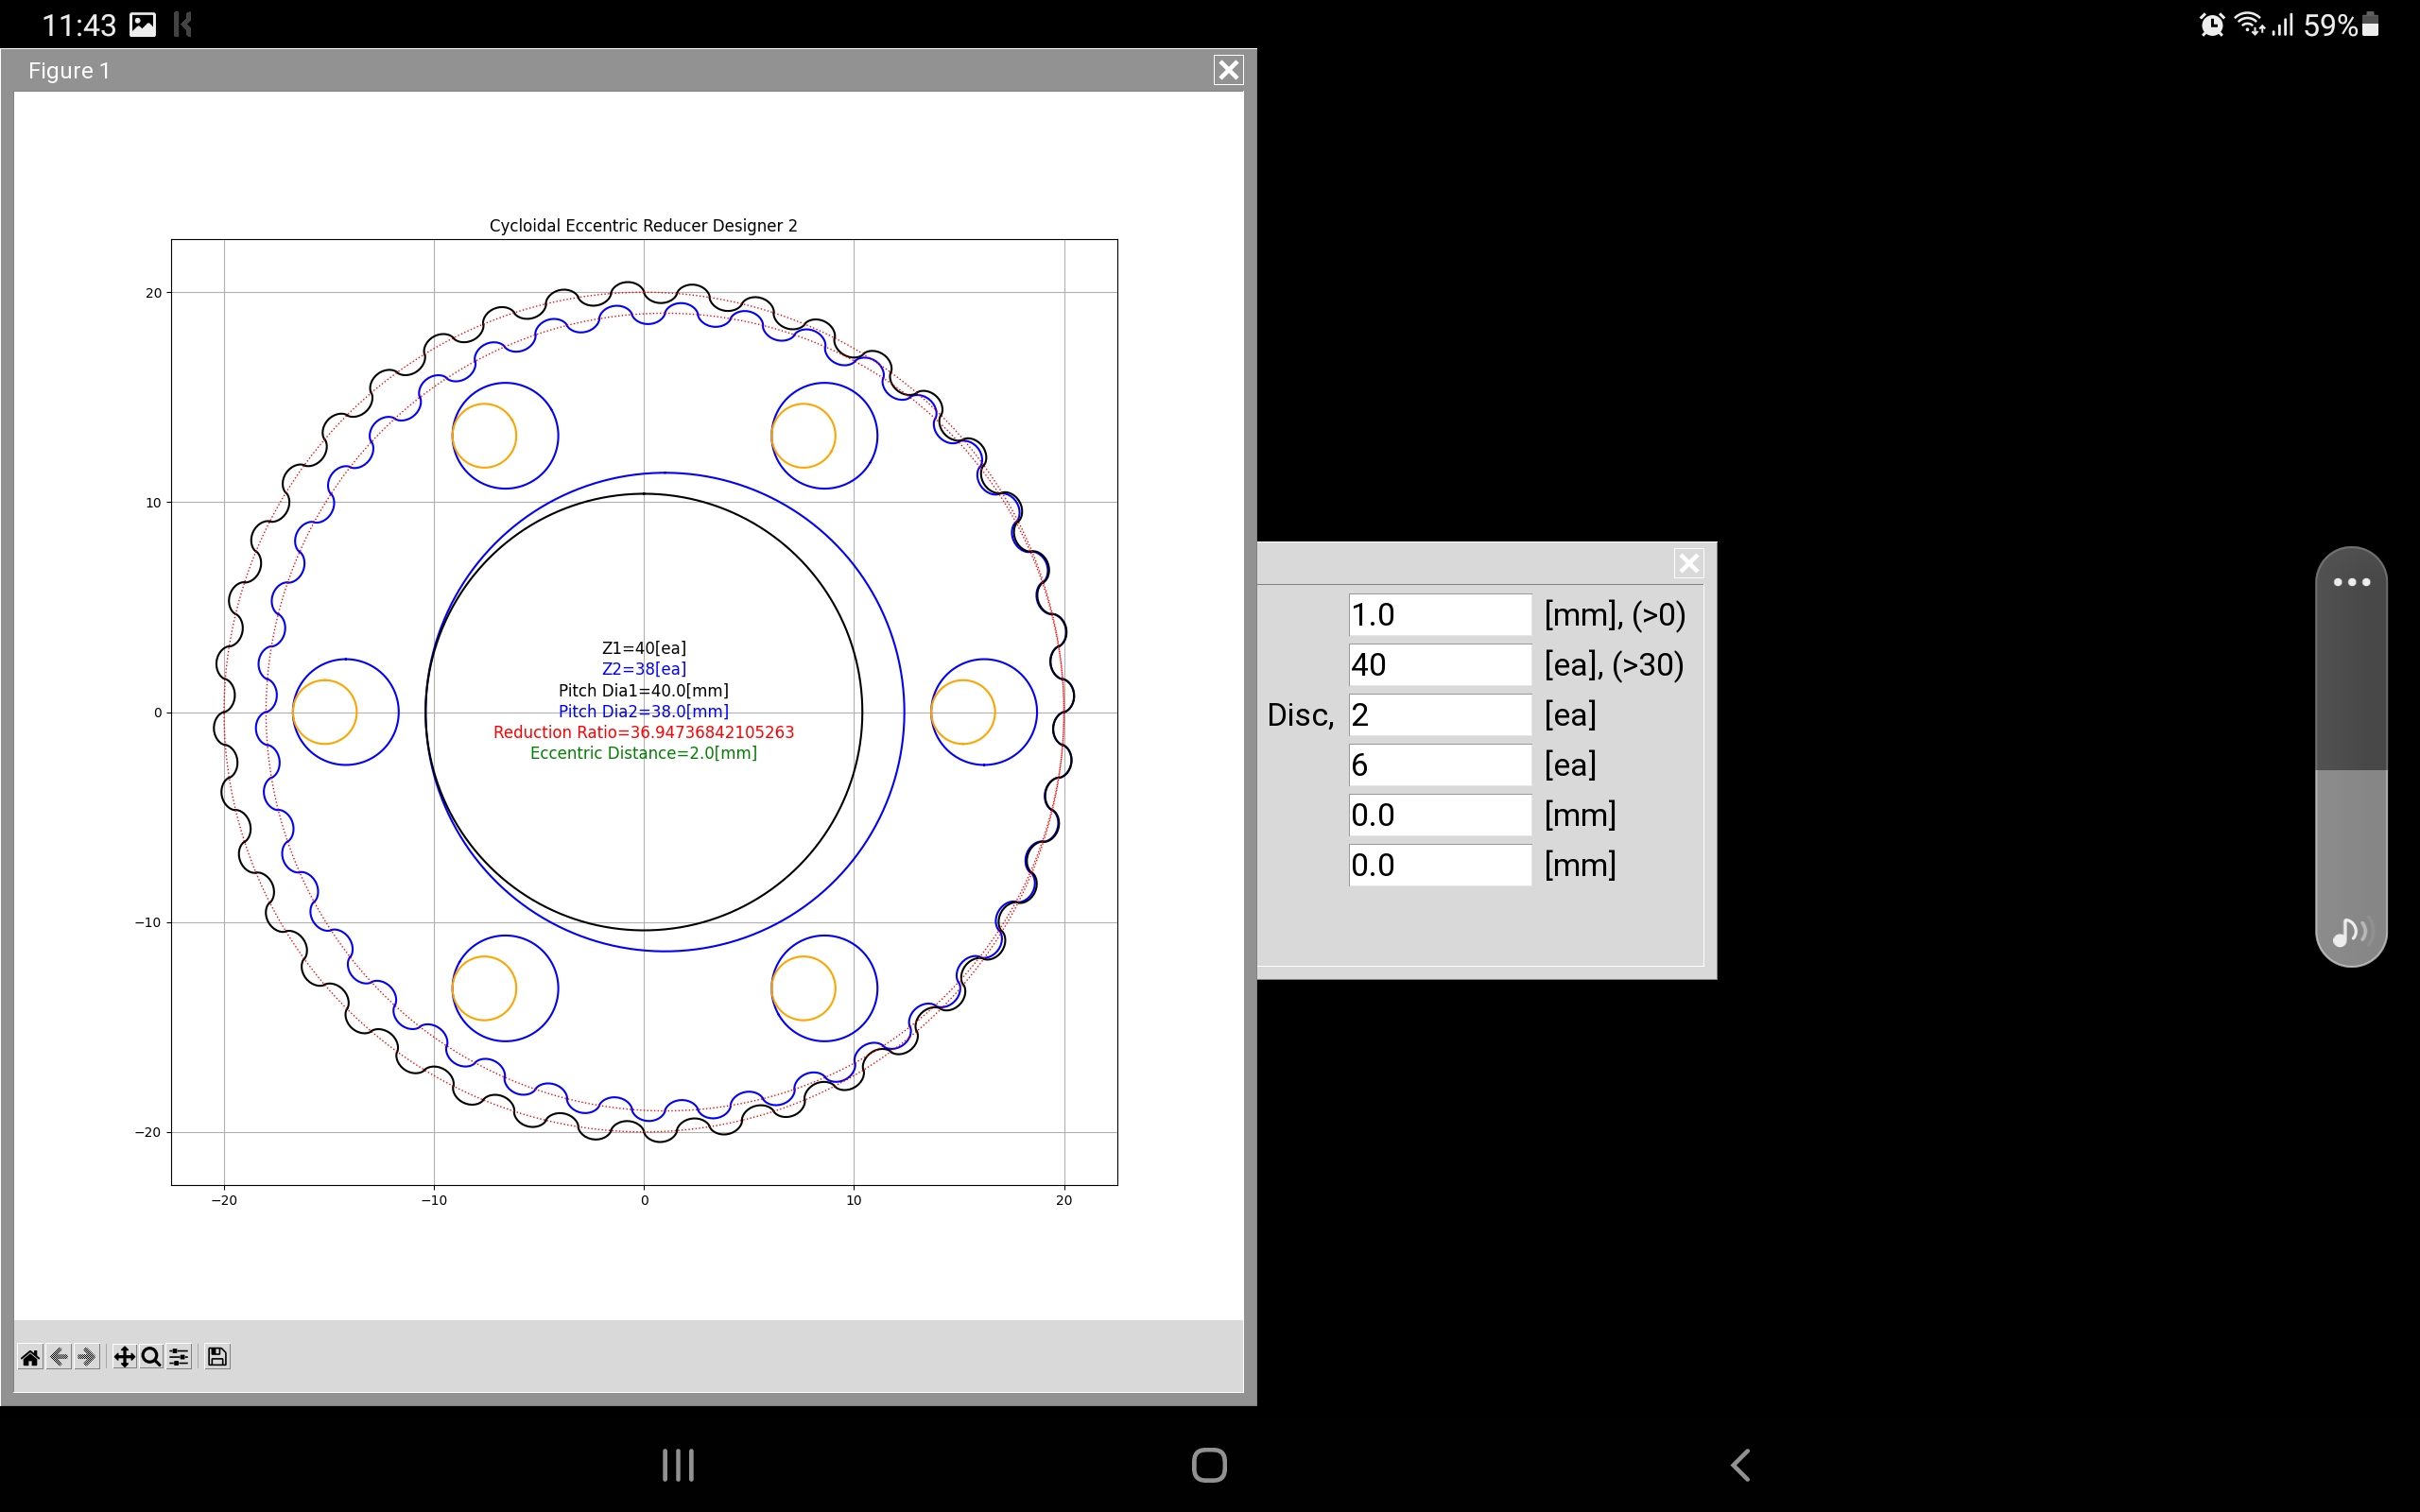 11:43
59%
Figure 1
Cycloidal Eccentric Reducer Designer 2
20
10
0
−10
−20
−20
−10
0
10
20
Z1=40[ea]
Z2=38[ea]
Pitch Dia1=40.0[mm]
Pitch Dia2=38.0[mm]
Reduction Ratio=36.94736842105263
Eccentric Distance=2.0[mm]
1.0 [mm], (>0)
40 [ea], (>30)
Disc, 2 [ea]
6 [ea]
0.0 [mm]
0.0 [mm]